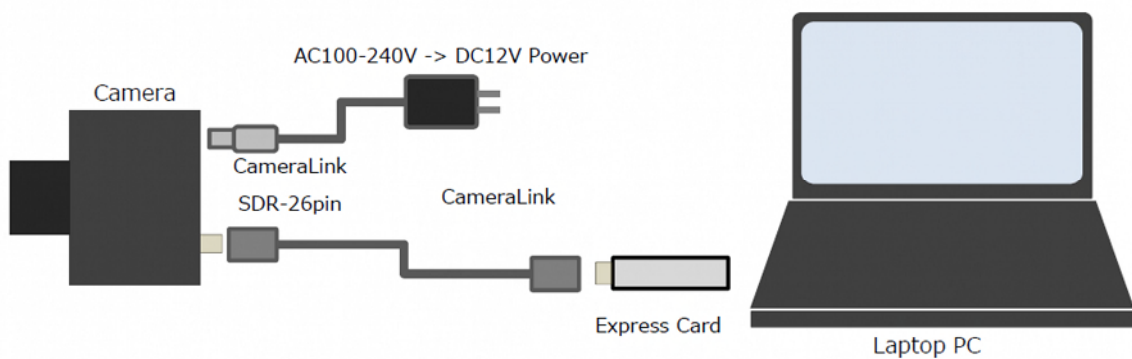 AC100-240V -> DC12V Power
Camera
CameraLink
SDR-26pin
CameraLink
Express Card
Laptop PC